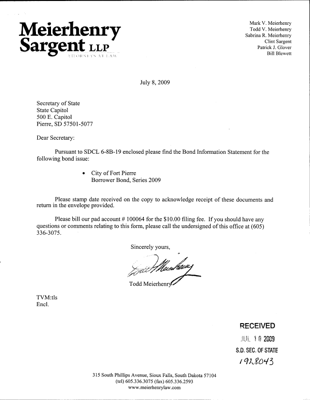 Meierhenry
Sargent LLP
ATTORNEYS AT LAW
Mark V. Meierhenry
Todd V. Meierhenry
Sabrina R. Meierhenry
Clint Sargent
Patrick J. Glover
Bill Blewett
July 8, 2009
Secretary of State
State Capitol
500 E. Capitol
Pierre, SD 57501-5077
Dear Secretary:
Pursuant to SDCL 6-8B-19 enclosed please find the Bond Information Statement for the
following bond issue:
• City of Fort Pierre
Borrower Bond, Series 2009
Please stamp date received on the copy to acknowledge receipt of these documents and
return in the envelope provided.
Please bill our pad account # 100064 for the $10.00 filing fee. If you should have any
questions or comments relating to this form, please call the undersigned of this office at (605)
336-3075.
Sincerely yours,
Todd Meierhenry
Todd Meierhenry
TVM:tls
Encl.
RECEIVED
JUL 10 2009
S.D. SEC. OF STATE
1928043
315 South Phillips Avenue, Sioux Falls, South Dakota 57104
(tel) 605.336.3075 (fax) 605.336.2593
www.meierhenrylaw.com